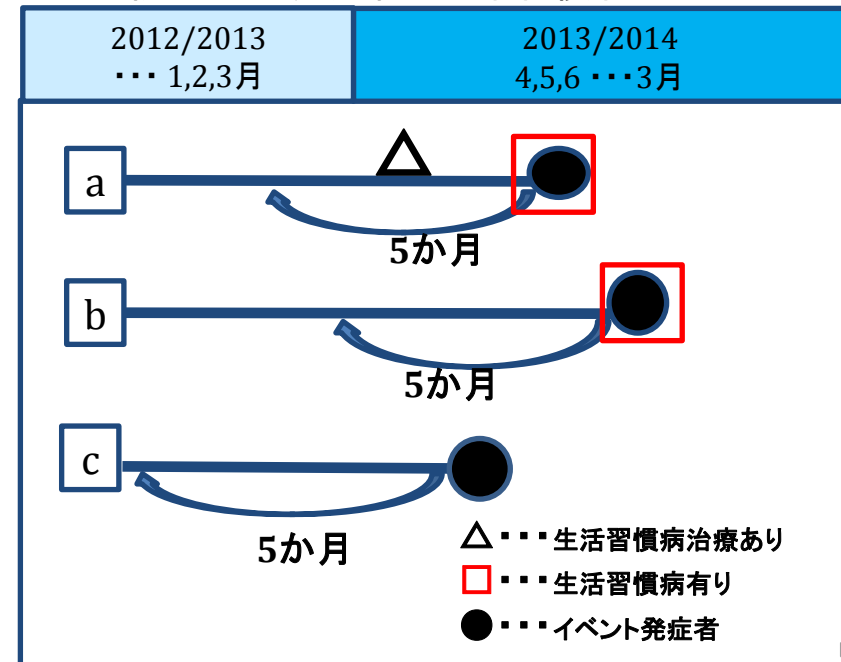 2012/2013
･･･ 1,2,3月
2013/2014
4,5,6 ･･･3月
a
5か月
b
5か月
c
5か月
△･･･生活習慣病治療あり
□･･･生活習慣病有り
●･･･イベント発症者